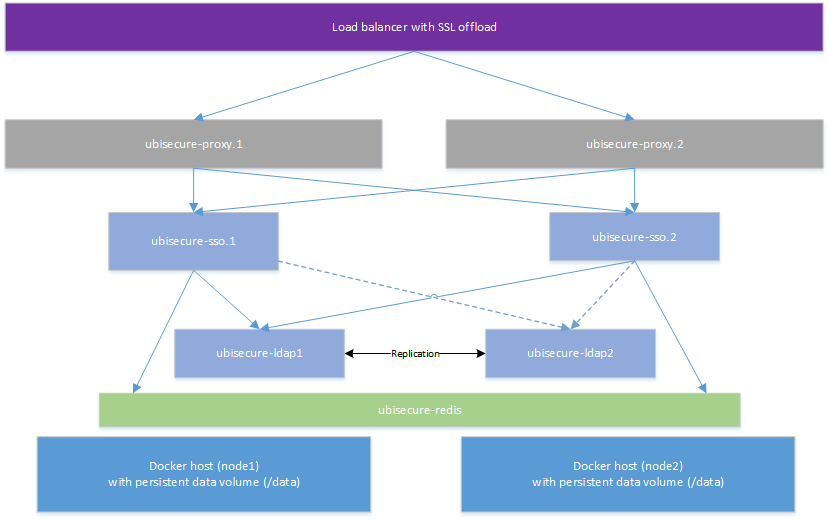 Load balancer with SSL offload
ubisecure-proxy.1
ubisecure-proxy.2
ubisecure-sso.1
ubisecure-sso.2
ubisecure-ldap1
Replication
ubisecure-ldap2
ubisecure-redis
Docker host (node1)
with persistent data volume (/data)
Docker host (node2)
with persistent data volume (/data)